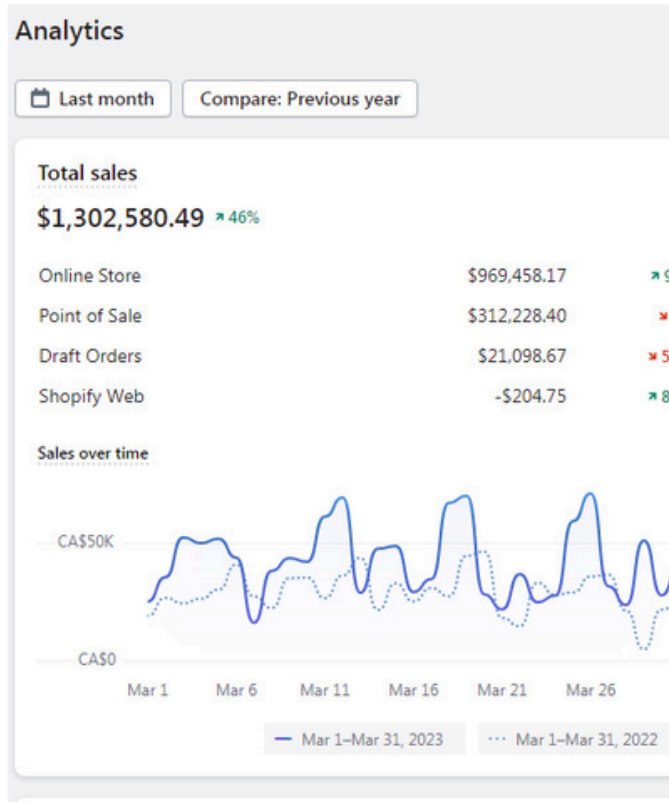 Analytics
Last month Compare: Previous year
Total sales
$1,302,580.49 46%
Online Store $969,458.17 9
Point of Sale $312,228.40
Draft Orders $21,098.67 5
Shopify Web -$204.75 8
Sales over time
CA$50K
CA$0
Mar 1 Mar 6 Mar 11 Mar 16 Mar 21 Mar 26
Mar 1–Mar 31, 2023 Mar 1–Mar 31, 2022